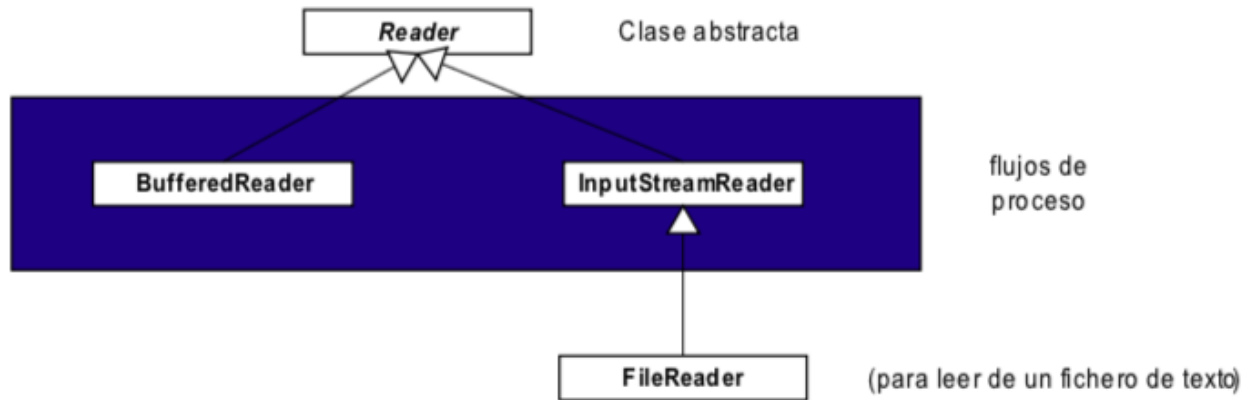 Reader
Clase abstracta
BufferedReader
InputStreamReader
flujos de
proceso
FileReader
(para leer de un fichero de texto)